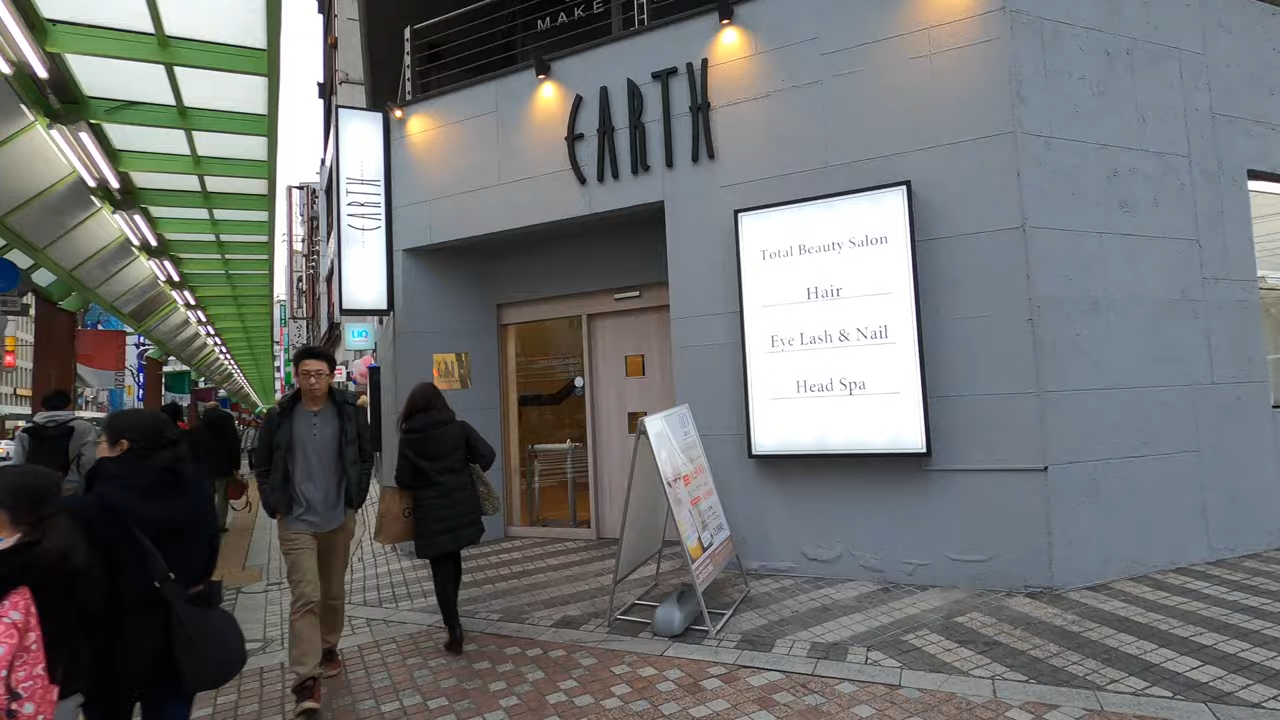 MAKE
EARTH
EARTH
Total Beauty Salon
Hair
Eye Lash & Nail
Head Spa
UQ